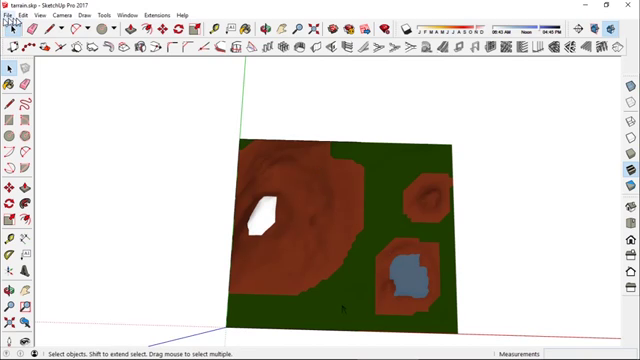 tarrain.skp - SketchUp Pro 2017
File Edit View Camera Draw Tools Window Extensions Help
J F M A M J J A S O N D 06:43 AM Noon 04:45 PM
Select objects. Shift to extend select. Drag mouse to select multiple. Measurements